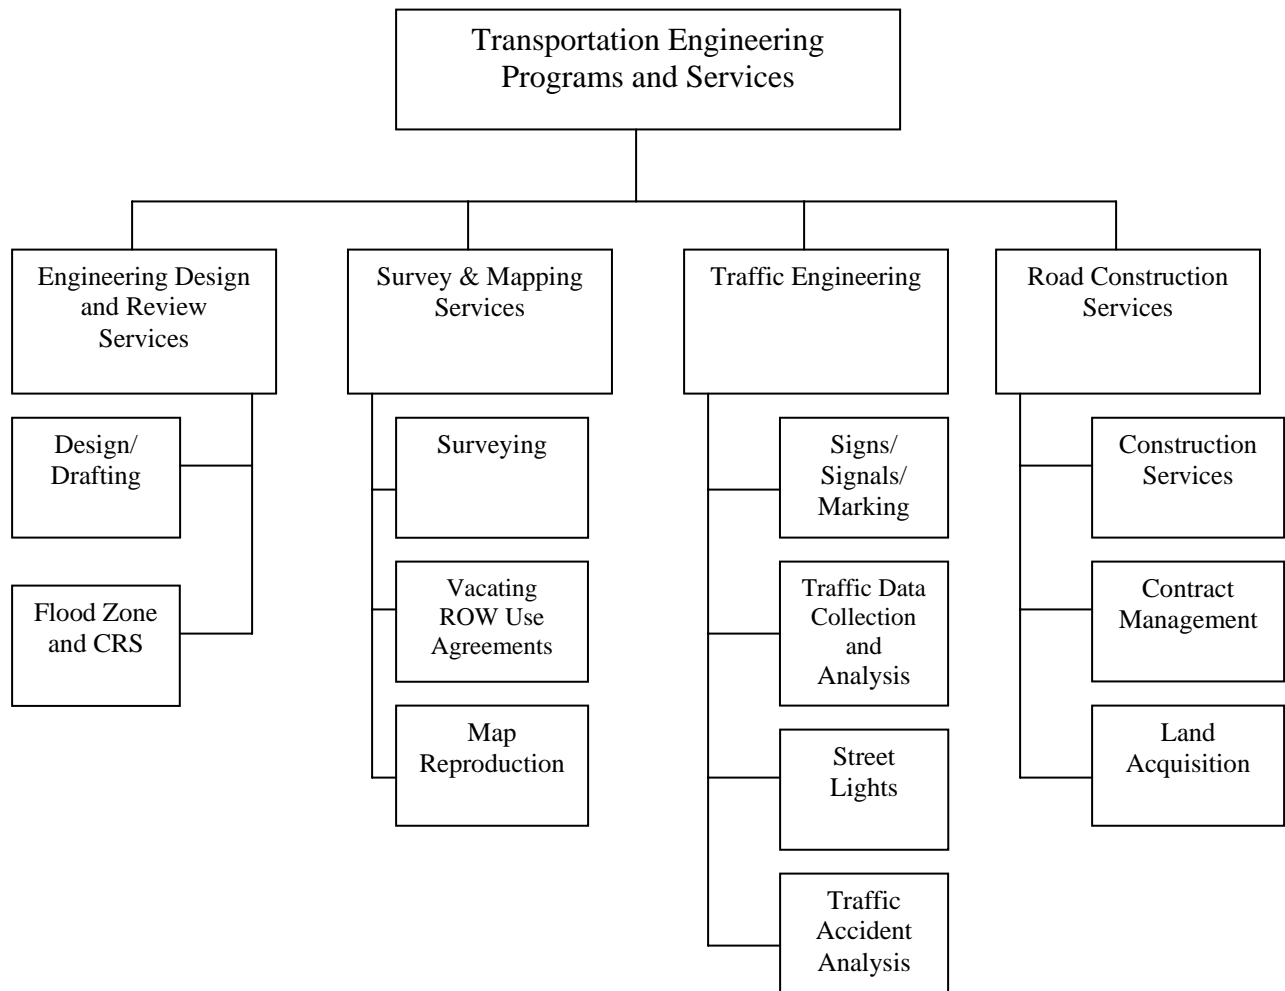 Transportation Engineering
Programs and Services
Engineering Design
and Review
Services
Survey & Mapping
Services
Traffic Engineering
Road Construction
Services
Design/
Drafting
Flood Zone
and CRS
Surveying
Vacating
ROW Use
Agreements
Map
Reproduction
Signs/
Signals/
Marking
Traffic Data
Collection
and
Analysis
Street
Lights
Traffic
Accident
Analysis
Construction
Services
Contract
Management
Land
Acquisition